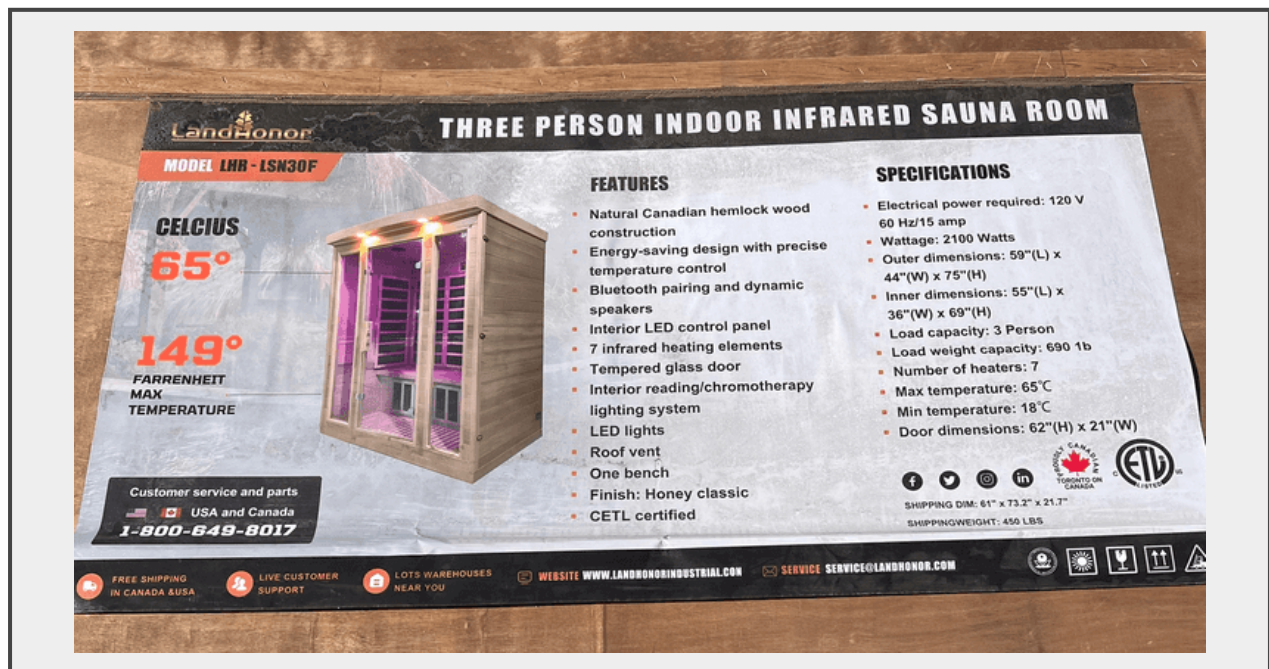 LandHonor
THREE PERSON INDOOR INFRARED SAUNA ROOM
MODEL LHR - LSN30F
CELCIUS
65°
149°
FARRENHEIT
MAX
TEMPERATURE
FEATURES
Natural Canadian hemlock wood
construction
Energy-saving design with precise
temperature control
Bluetooth pairing and dynamic
speakers
Interior LED control panel
7 infrared heating elements
Tempered glass door
Interior reading/chromotherapy
lighting system
LED lights
Roof vent
One bench
Finish: Honey classic
CETL certified
SPECIFICATIONS
Electrical power required: 120 V
60 Hz/15 amp
Wattage: 2100 Watts
Outer dimensions: 59"(L) x
44"(W) x 75"(H)
Inner dimensions: 55"(L) x
36"(W) x 69"(H)
Load capacity: 3 Person
Load weight capacity: 690 1b
Number of heaters: 7
Max temperature: 65℃
Min temperature: 18℃
Door dimensions: 62"(H) x 21"(W)
PROUDLY CANADIAN
TORONTO ON
CANADA
C ETL US
LISTED
SHIPPING DIM: 61" x 73.2" x 21.7"
SHIPPINGWEIGHT: 450 LBS
Customer service and parts
USA and Canada
1-800-649-8017
FREE SHIPPING
IN CANADA &USA
LIVE CUSTOMER
SUPPORT
LOTS WAREHOUSES
NEAR YOU
WEBSITE WWW.LANDHONORINDUSTRIAL.CON
SERVICE SERVICE@LANDHONOR.COM